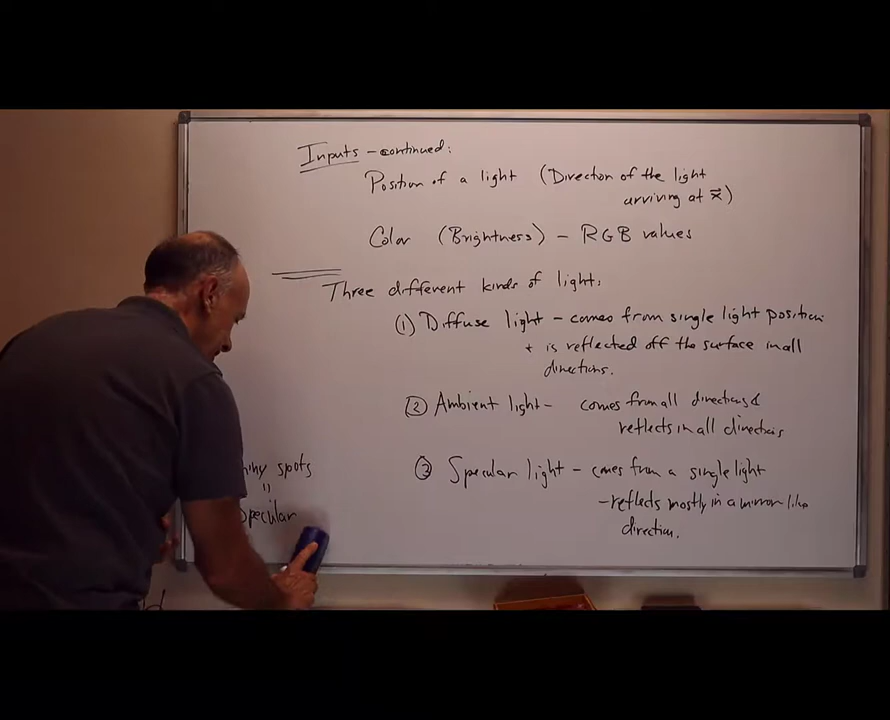 Inputs - continued:
Position of a light (Direction of the light
arriving at x⃗)
Color (Brightness) - RGB values
Three different kinds of light:
(1) Diffuse light - comes from single light position
+ is reflected off the surface in all
directions.
(2) Ambient light - comes from all directions &
reflects in all directions
(3) Specular light - comes from a single light
- reflects mostly in a mirror like
direction.
spots
"
Specular